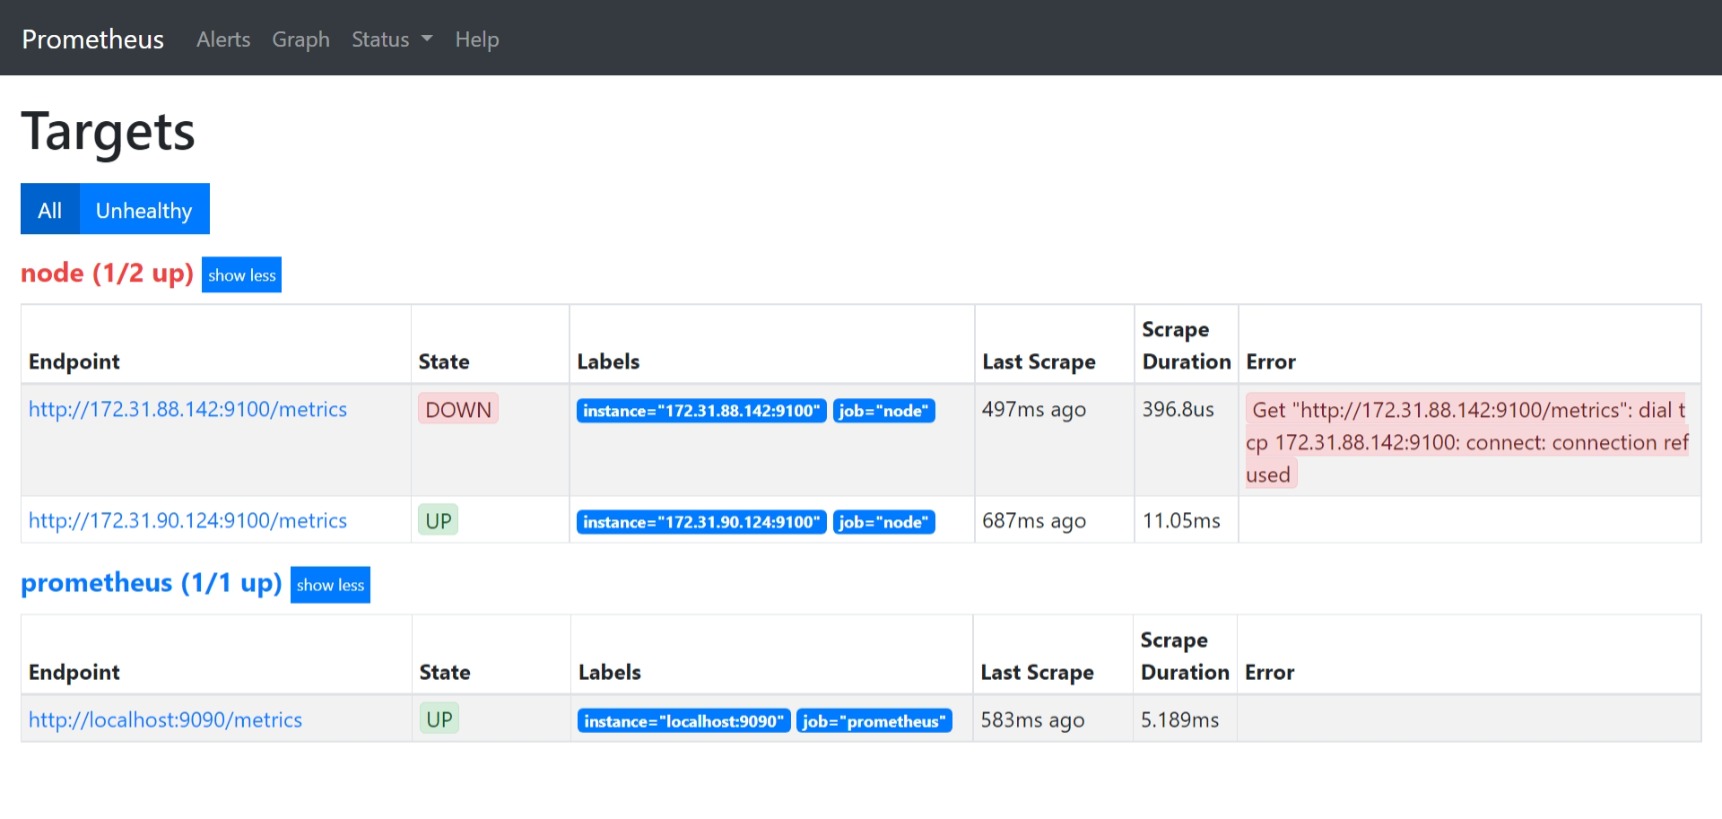 Prometheus Alerts Graph Status Help
Targets
All Unhealthy
node (1/2 up) show less
Endpoint State Labels Last Scrape Scrape Duration Error
http://172.31.88.142:9100/metrics DOWN instance="172.31.88.142:9100" job="node" 497ms ago 396.8us Get "http://172.31.88.142:9100/metrics": dial t
cp 172.31.88.142:9100: connect: connection ref
used
http://172.31.90.124:9100/metrics UP instance="172.31.90.124:9100" job="node" 687ms ago 11.05ms
prometheus (1/1 up) show less
Endpoint State Labels Last Scrape Scrape Duration Error
http://localhost:9090/metrics UP instance="localhost:9090" job="prometheus" 583ms ago 5.189ms